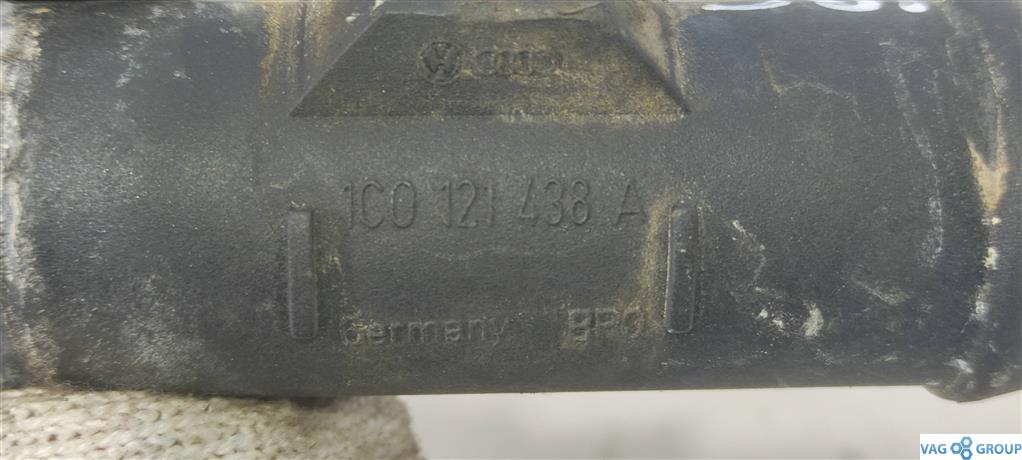 1C0 121 438 A
Germany
VAG GROUP